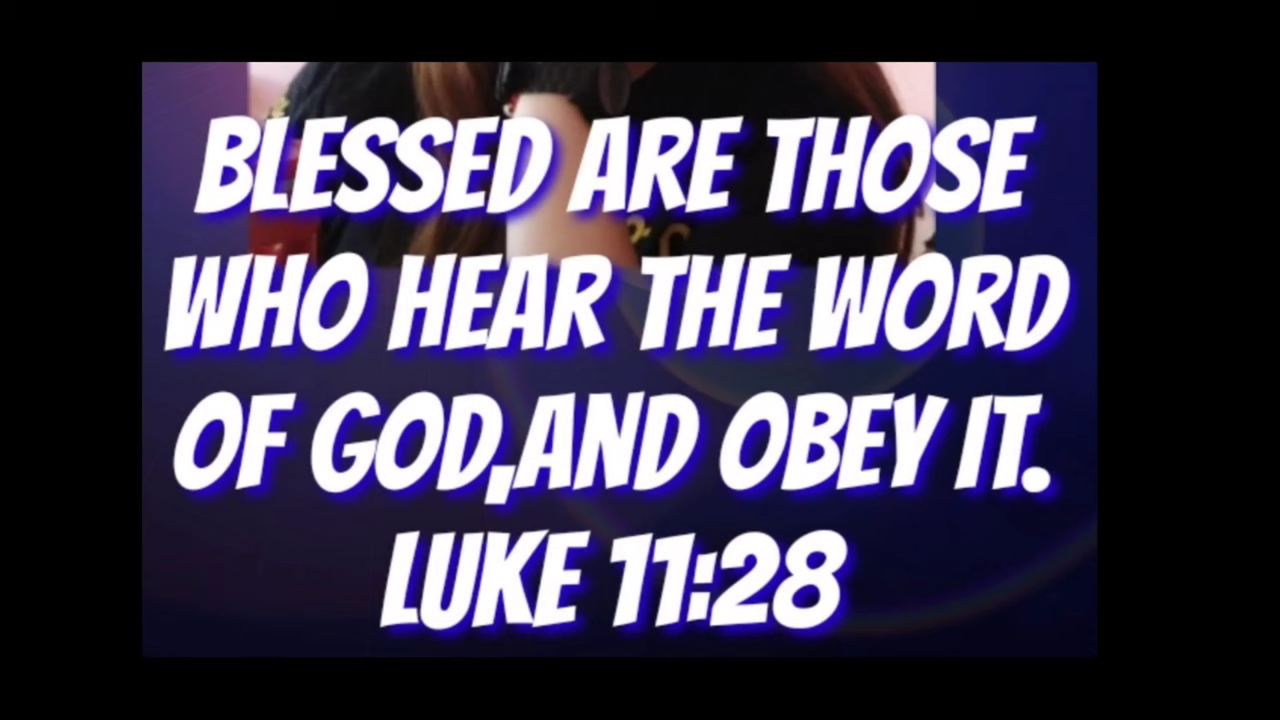 BLESSED ARE THOSE
WHO HEAR THE WORD
OF GOD,AND OBEY IT.
LUKE 11:28